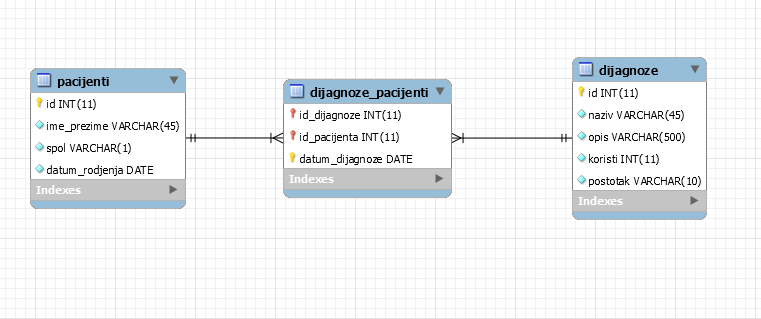 pacijenti
id INT(11)
ime_prezime VARCHAR(45)
spol VARCHAR(1)
datum_rodjenja DATE
Indexes
dijagnoze_pacijenti
id_dijagnoze INT(11)
id_pacijenta INT(11)
datum_dijagnoze DATE
Indexes
dijagnoze
id INT(11)
naziv VARCHAR(45)
opis VARCHAR(500)
koristi INT(11)
postotak VARCHAR(10)
Indexes